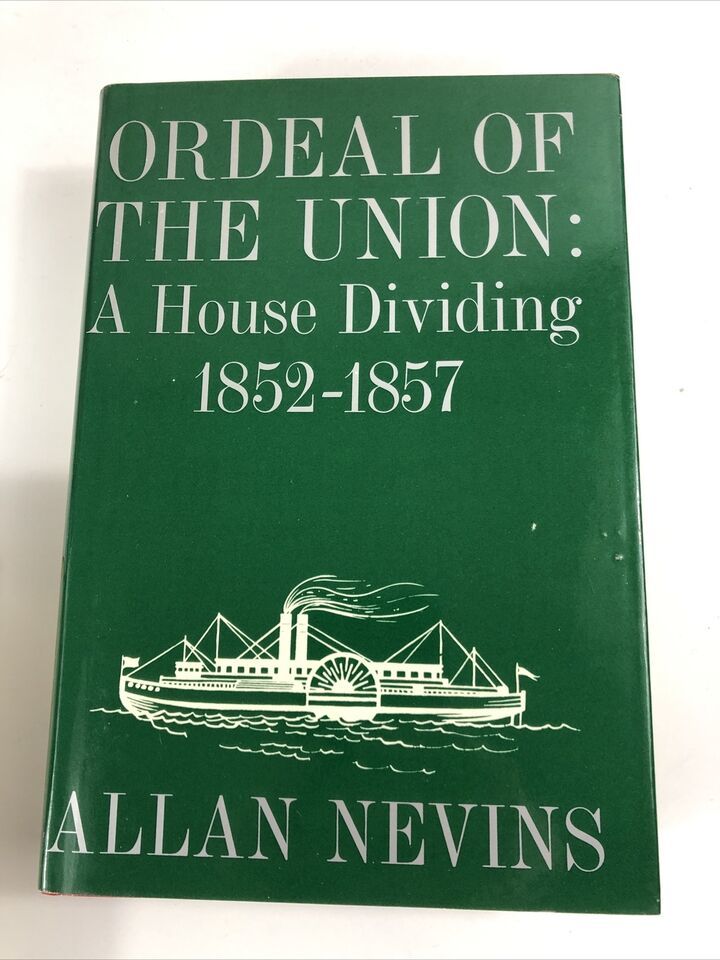 ORDEAL OF
THE UNION:
A House Dividing
1852-1857
ALLAN NEVINS